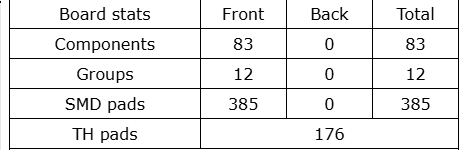 Board stats Front Back Total
Components 83 0 83
Groups 12 0 12
SMD pads 385 0 385
TH pads 176